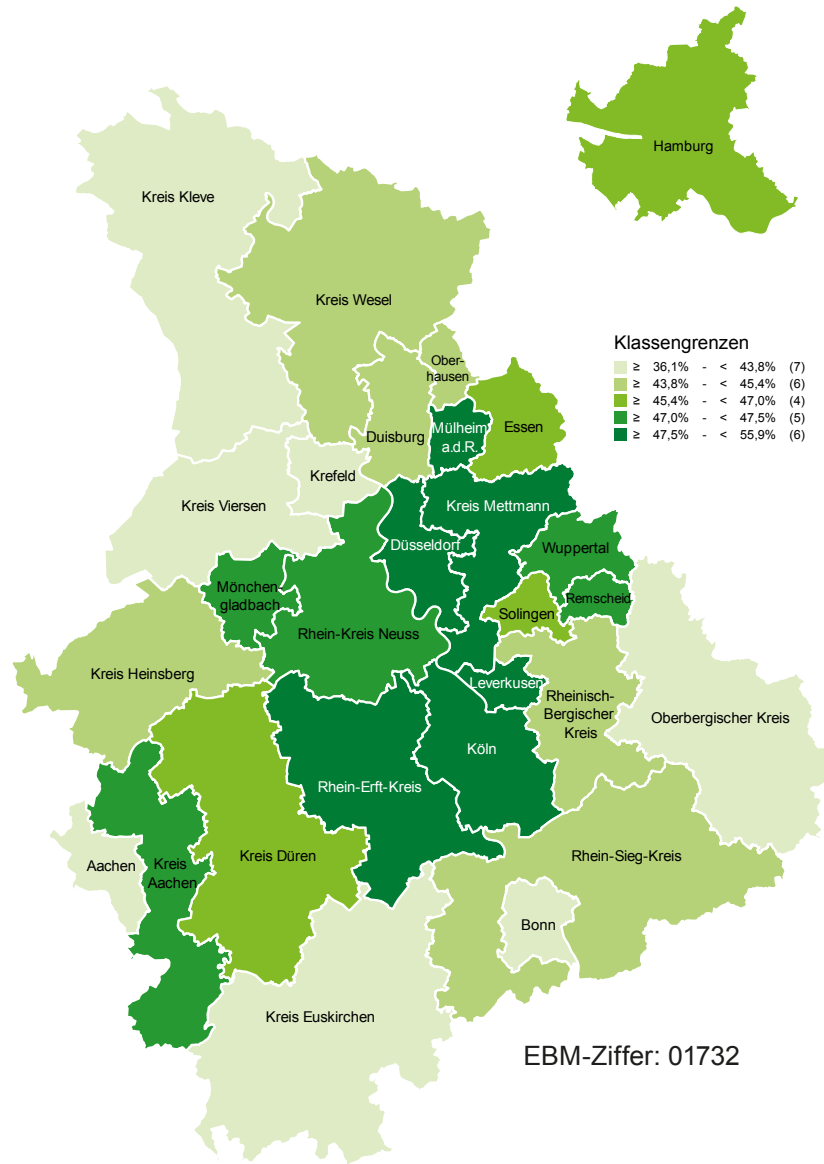 Hamburg
Kreis Kleve
Kreis Wesel
Klassengrenzen
≥ 36,1% - < 43,8% (7)
≥ 43,8% - < 45,4% (6)
≥ 45,4% - < 47,0% (4)
≥ 47,0% - < 47,5% (5)
≥ 47,5% - < 55,9% (6)
Ober-
hausen
Duisburg
Mülheim
a.d.R.
Essen
Krefeld
Kreis Viersen
Kreis Mettmann
Düsseldorf
Wuppertal
Mönchen-
gladbach
Remscheid
Solingen
Rhein-Kreis Neuss
Kreis Heinsberg
Leverkusen
Rheinisch-
Bergischer
Kreis
Oberbergischer Kreis
Köln
Rhein-Erft-Kreis
Aachen
Kreis
Aachen
Kreis Düren
Rhein-Sieg-Kreis
Bonn
Kreis Euskirchen
EBM-Ziffer: 01732